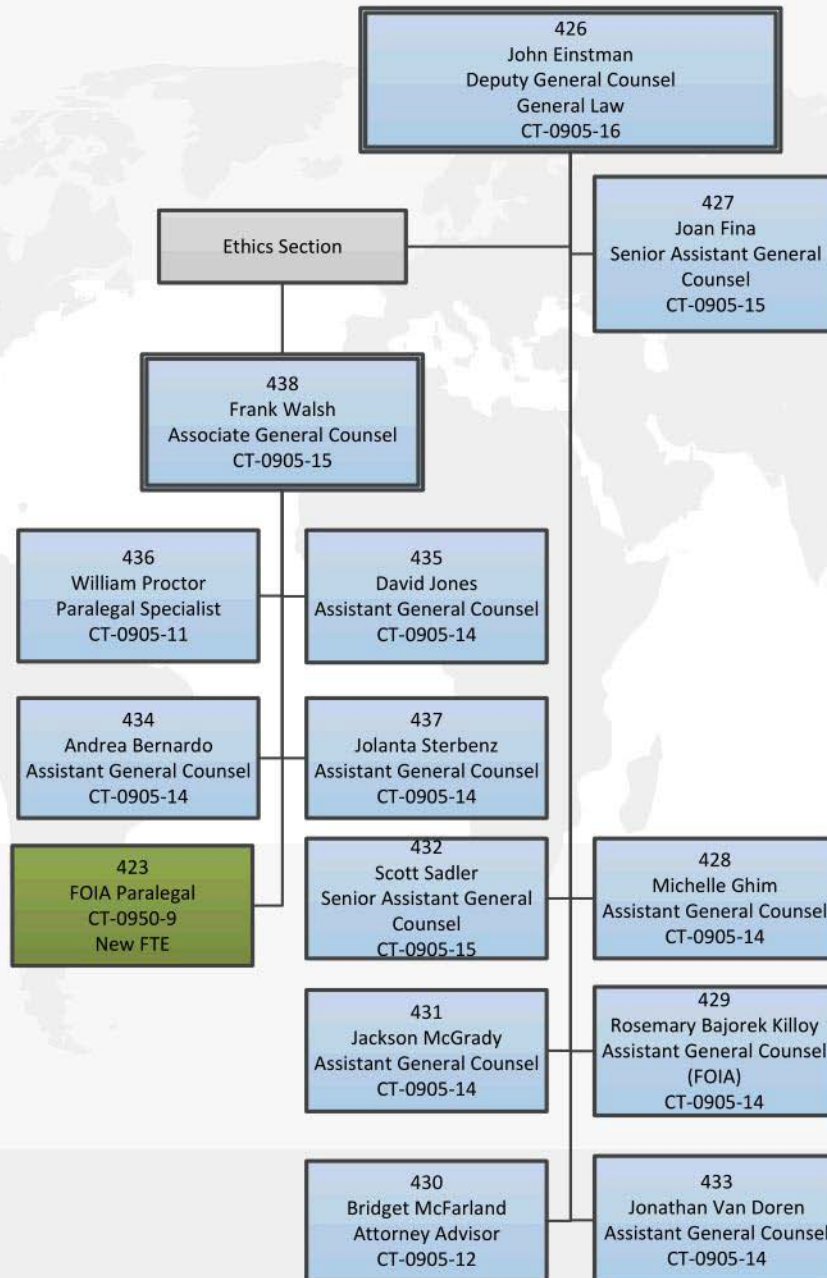 426
John Einstman
Deputy General Counsel
General Law
CT-0905-16
427
Joan Fina
Senior Assistant General
Counsel
CT-0905-15
Ethics Section
438
Frank Walsh
Associate General Counsel
CT-0905-15
436
William Proctor
Paralegal Specialist
CT-0905-11
435
David Jones
Assistant General Counsel
CT-0905-14
434
Andrea Bernardo
Assistant General Counsel
CT-0905-14
437
Jolanta Sterbenz
Assistant General Counsel
CT-0905-14
423
FOIA Paralegal
CT-0950-9
New FTE
432
Scott Sadler
Senior Assistant General
Counsel
CT-0905-15
428
Michelle Ghim
Assistant General Counsel
CT-0905-14
431
Jackson McGrady
Assistant General Counsel
CT-0905-14
429
Rosemary Bajorek Killoy
Assistant General Counsel
(FOIA)
CT-0905-14
430
Bridget McFarland
Attorney Advisor
CT-0905-12
433
Jonathan Van Doren
Assistant General Counsel
CT-0905-14